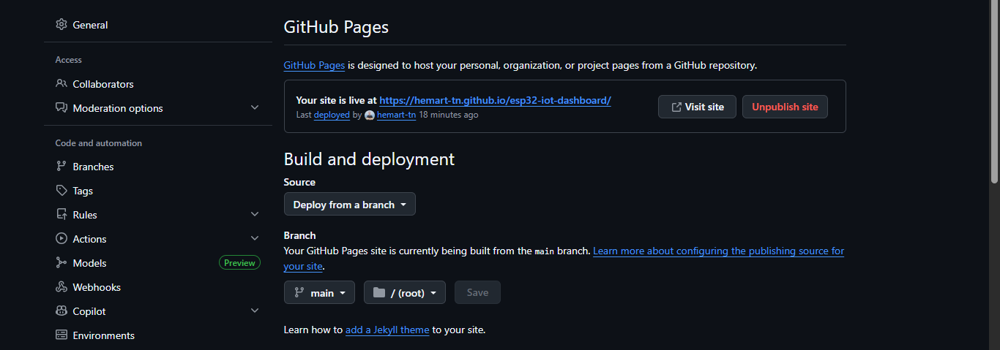 General
Access
Collaborators
Moderation options
Code and automation
Branches
Tags
Rules
Actions
Models Preview
Webhooks
Copilot
Environments
GitHub Pages
GitHub Pages is designed to host your personal, organization, or project pages from a GitHub repository.
Your site is live at https://hemart-tn.github.io/esp32-iot-dashboard/
Last deployed by hemart-tn 18 minutes ago
Visit site
Unpublish site
Build and deployment
Source
Deploy from a branch
Branch
Your GitHub Pages site is currently being built from the main branch. Learn more about configuring the publishing source for
your site.
main
/ (root)
Save
Learn how to add a Jekyll theme to your site.